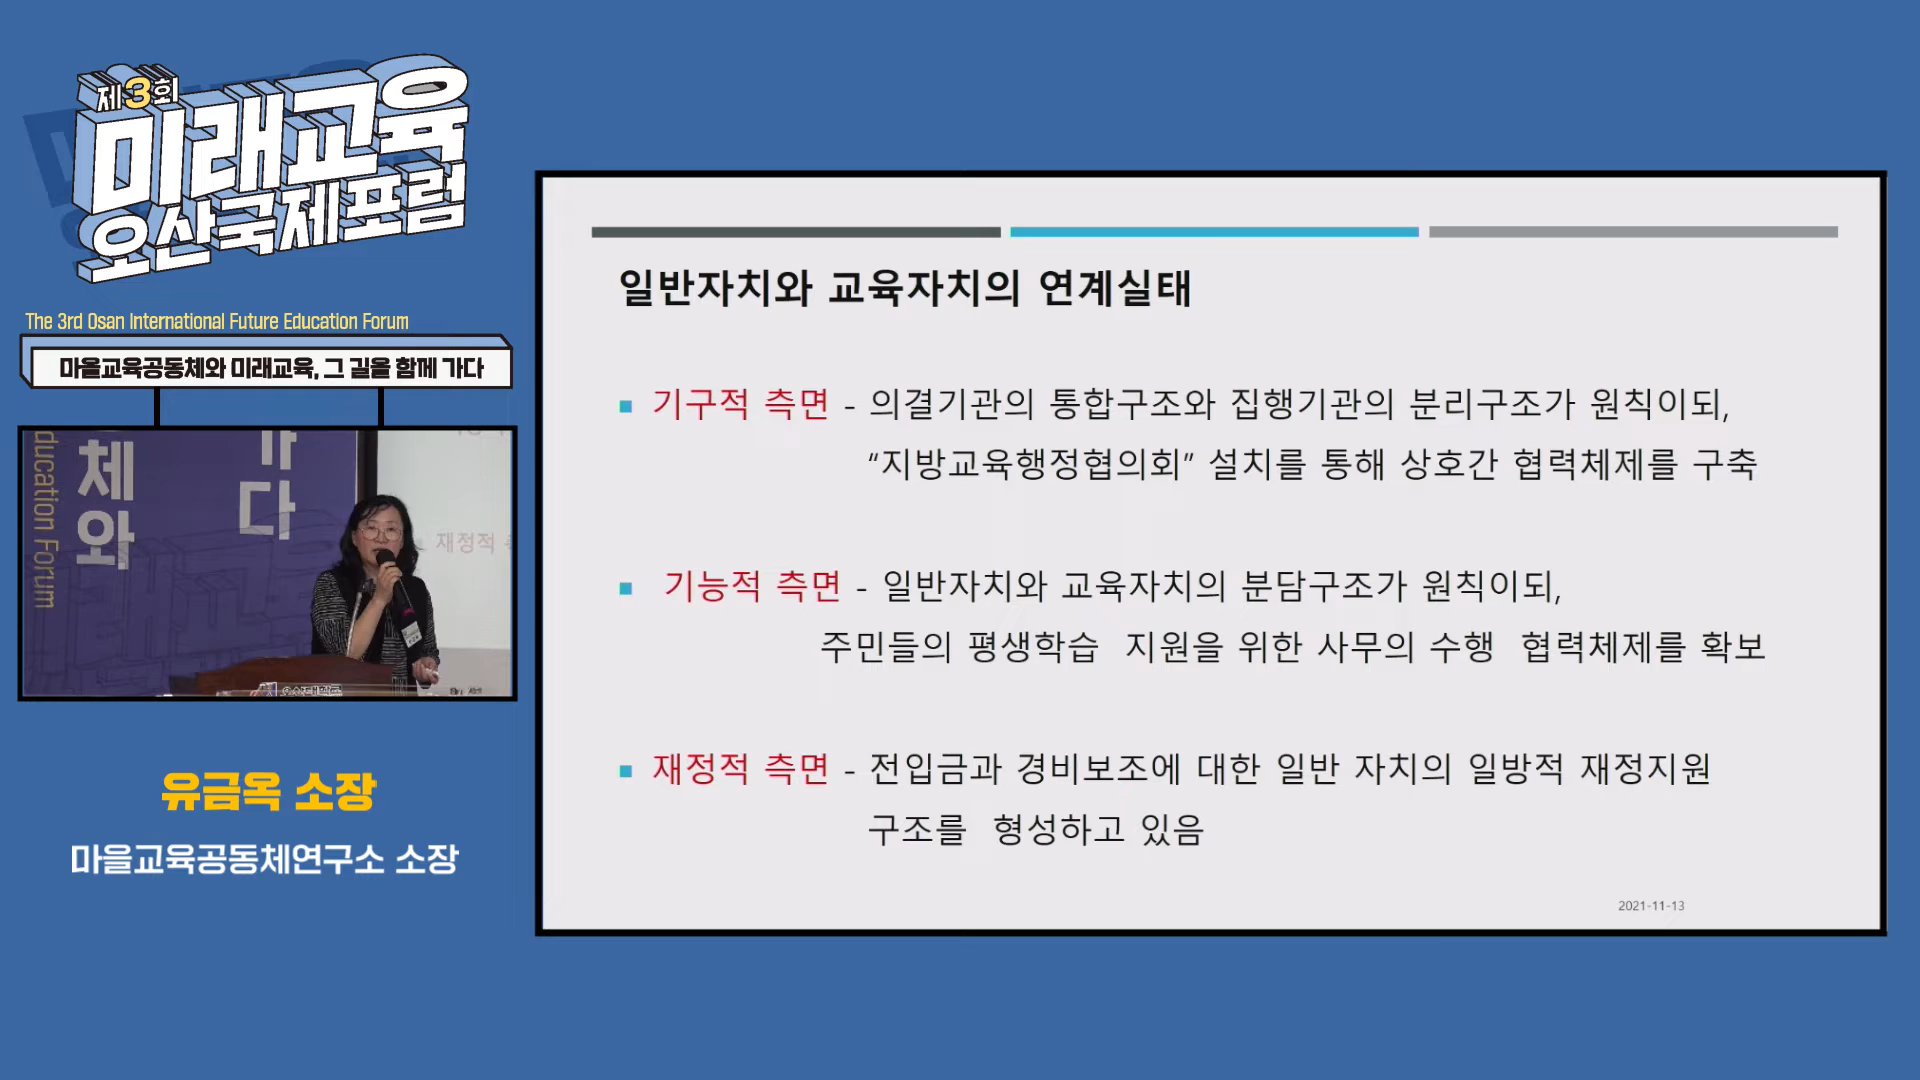 제3회
미래교육
오산국제포럼
The 3rd Osan International Future Education Forum
마을교육공동체와 미래교육, 그 길을 함께 가다
ducation Forum
체와
가다
재정적
오산대학교
유금옥 소장
마을교육공동체연구소 소장
일반자치와 교육자치의 연계실태
기구적 측면 - 의결기관의 통합구조와 집행기관의 분리구조가 원칙이되,
“지방교육행정협의회” 설치를 통해 상호간 협력체제를 구축
기능적 측면 - 일반자치와 교육자치의 분담구조가 원칙이되,
주민들의 평생학습 지원을 위한 사무의 수행 협력체제를 확보
재정적 측면 - 전입금과 경비보조에 대한 일반 자치의 일방적 재정지원
구조를 형성하고 있음
2021-11-13